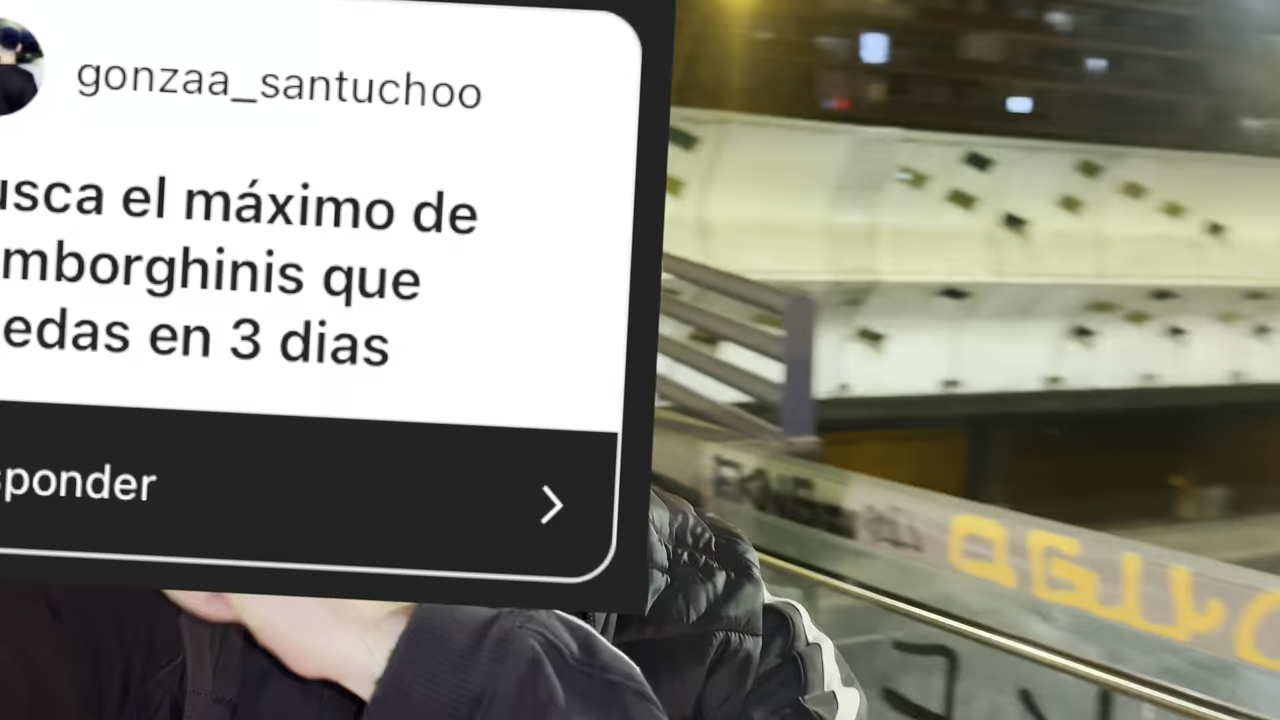 gonzaa_santuchoo
usca el máximo de
mborghinis que
edas en 3 dias
sponder